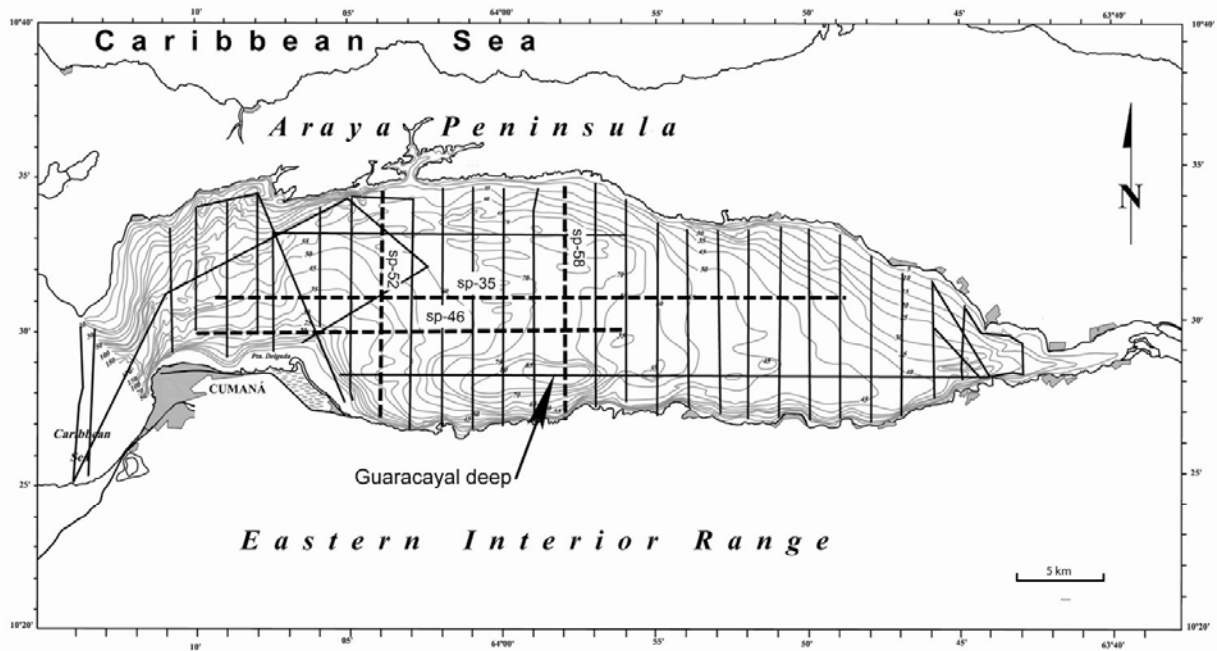 10°40'
10'
05'
64°00'
55'
50'
45'
63°40'
10°40'
Caribbean Sea
Araya Peninsula
N
35'
35'
sp-52
sp-58
sp-35
sp-46
30'
30'
Pta. Delgada
CUMANÁ
Caribbean
Sea
Guaracayal deep
25'
25'
Eastern Interior Range
5 km
10°20'
10°20'
10'
05'
64°00'
55'
50'
45'
63°40'